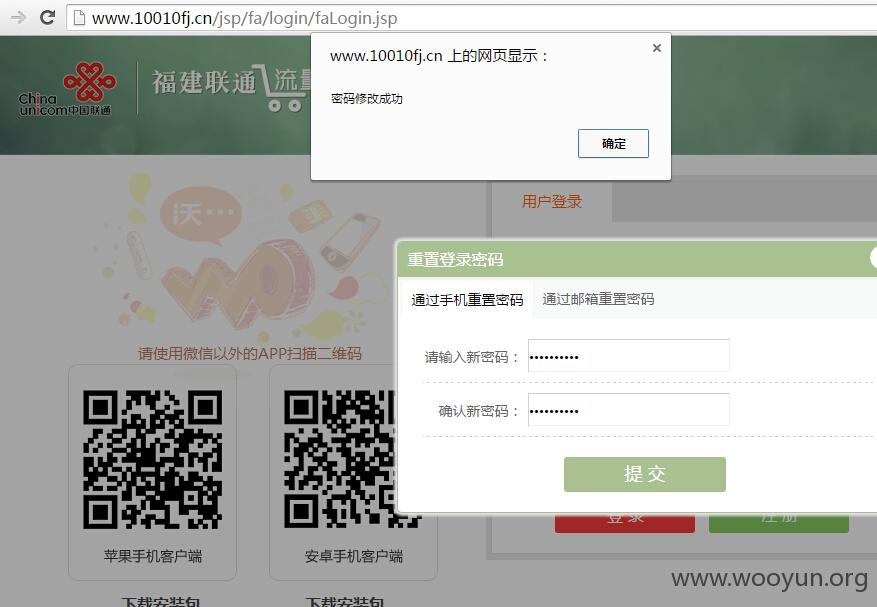 www.10010fj.cn/jsp/fa/login/faLogin.jsp
www.10010fj.cn 上的网页显示：
密码修改成功
确定
China
unicom中国联通
福建联通
流量
沃…
wo
请使用微信以外的APP扫描二维码
苹果手机客户端
安卓手机客户端
下载安装包
下载安装包
用户登录
重置登录密码
通过手机重置密码
通过邮箱重置密码
请输入新密码：
确认新密码：
提交
登录
注册
www.wooyun.org